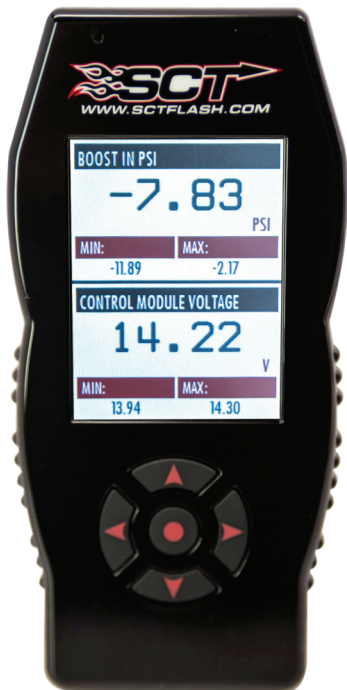 SCT
WWW.SCTFLASH.COM
BOOST IN PSI
-7.83
PSI
MIN: MAX:
-11.89 -2.17
CONTROL MODULE VOLTAGE
14.22
V
MIN: MAX:
13.94 14.30